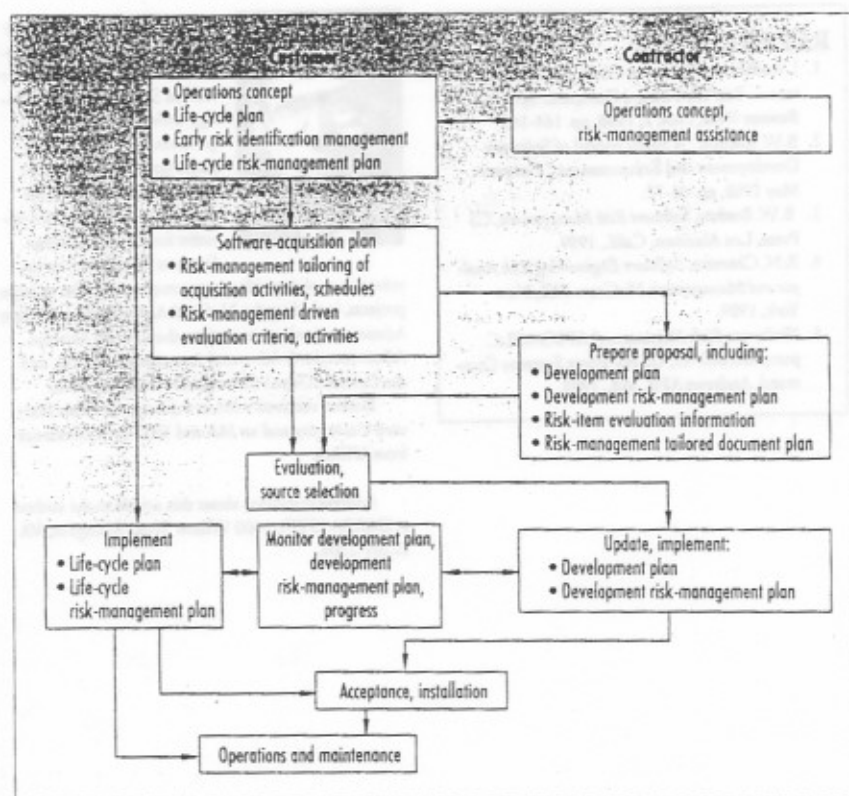 Customer
Contractor
• Operations concept
• Life-cycle plan
• Early risk identification management
• Life-cycle risk-management plan
Operations concept,
risk-management assistance
Software-acquisition plan
• Risk-management tailoring of
acquisition activities, schedules
• Risk-management driven
evaluation criteria, activities
Prepare proposal, including:
• Development plan
• Development risk-management plan
• Risk-item evaluation information
• Risk-management tailored document plan
Evaluation,
source selection
Implement
• Life-cycle plan
• Life-cycle
risk-management plan
Monitor development plan,
development
risk-management plan,
progress
Update, implement:
• Development plan
• Development risk-management plan
Acceptance, installation
Operations and maintenance